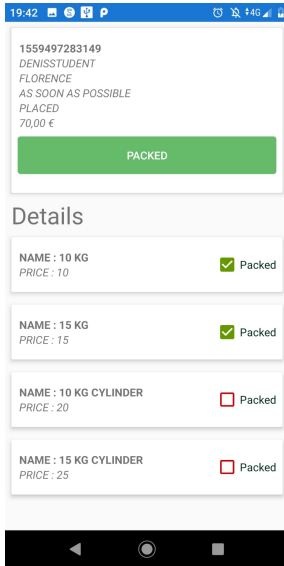 19:42 4G
1559497283149
DENISSTUDENT
FLORENCE
AS SOON AS POSSIBLE
PLACED
70,00 €
PACKED
Details
NAME : 10 KG
PRICE : 10
Packed
NAME : 15 KG
PRICE : 15
Packed
NAME : 10 KG CYLINDER
PRICE : 20
Packed
NAME : 15 KG CYLINDER
PRICE : 25
Packed